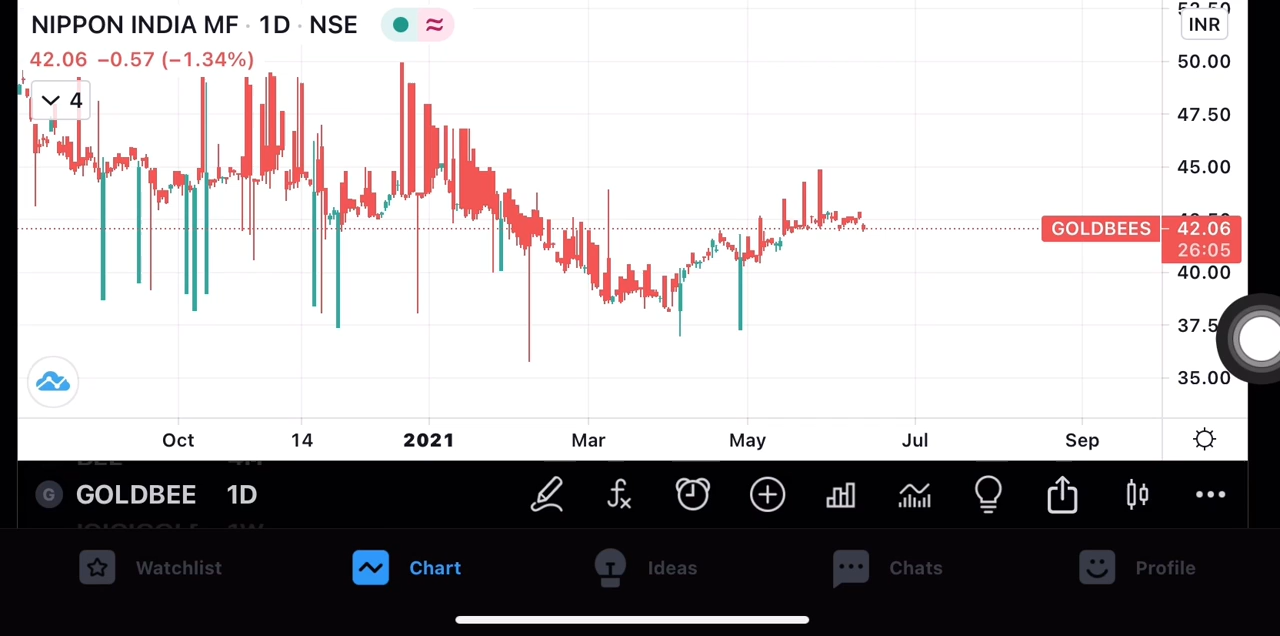 NIPPON INDIA MF · 1D · NSE
INR
42.06 −0.57 (−1.34%)
4
52.50
50.00
47.50
45.00
GOLDBEES 42.06
26:05
40.00
37.5
35.00
Oct 14 2021 Mar May Jul Sep
G GOLDBEE 1D
Watchlist Chart Ideas Chats Profile